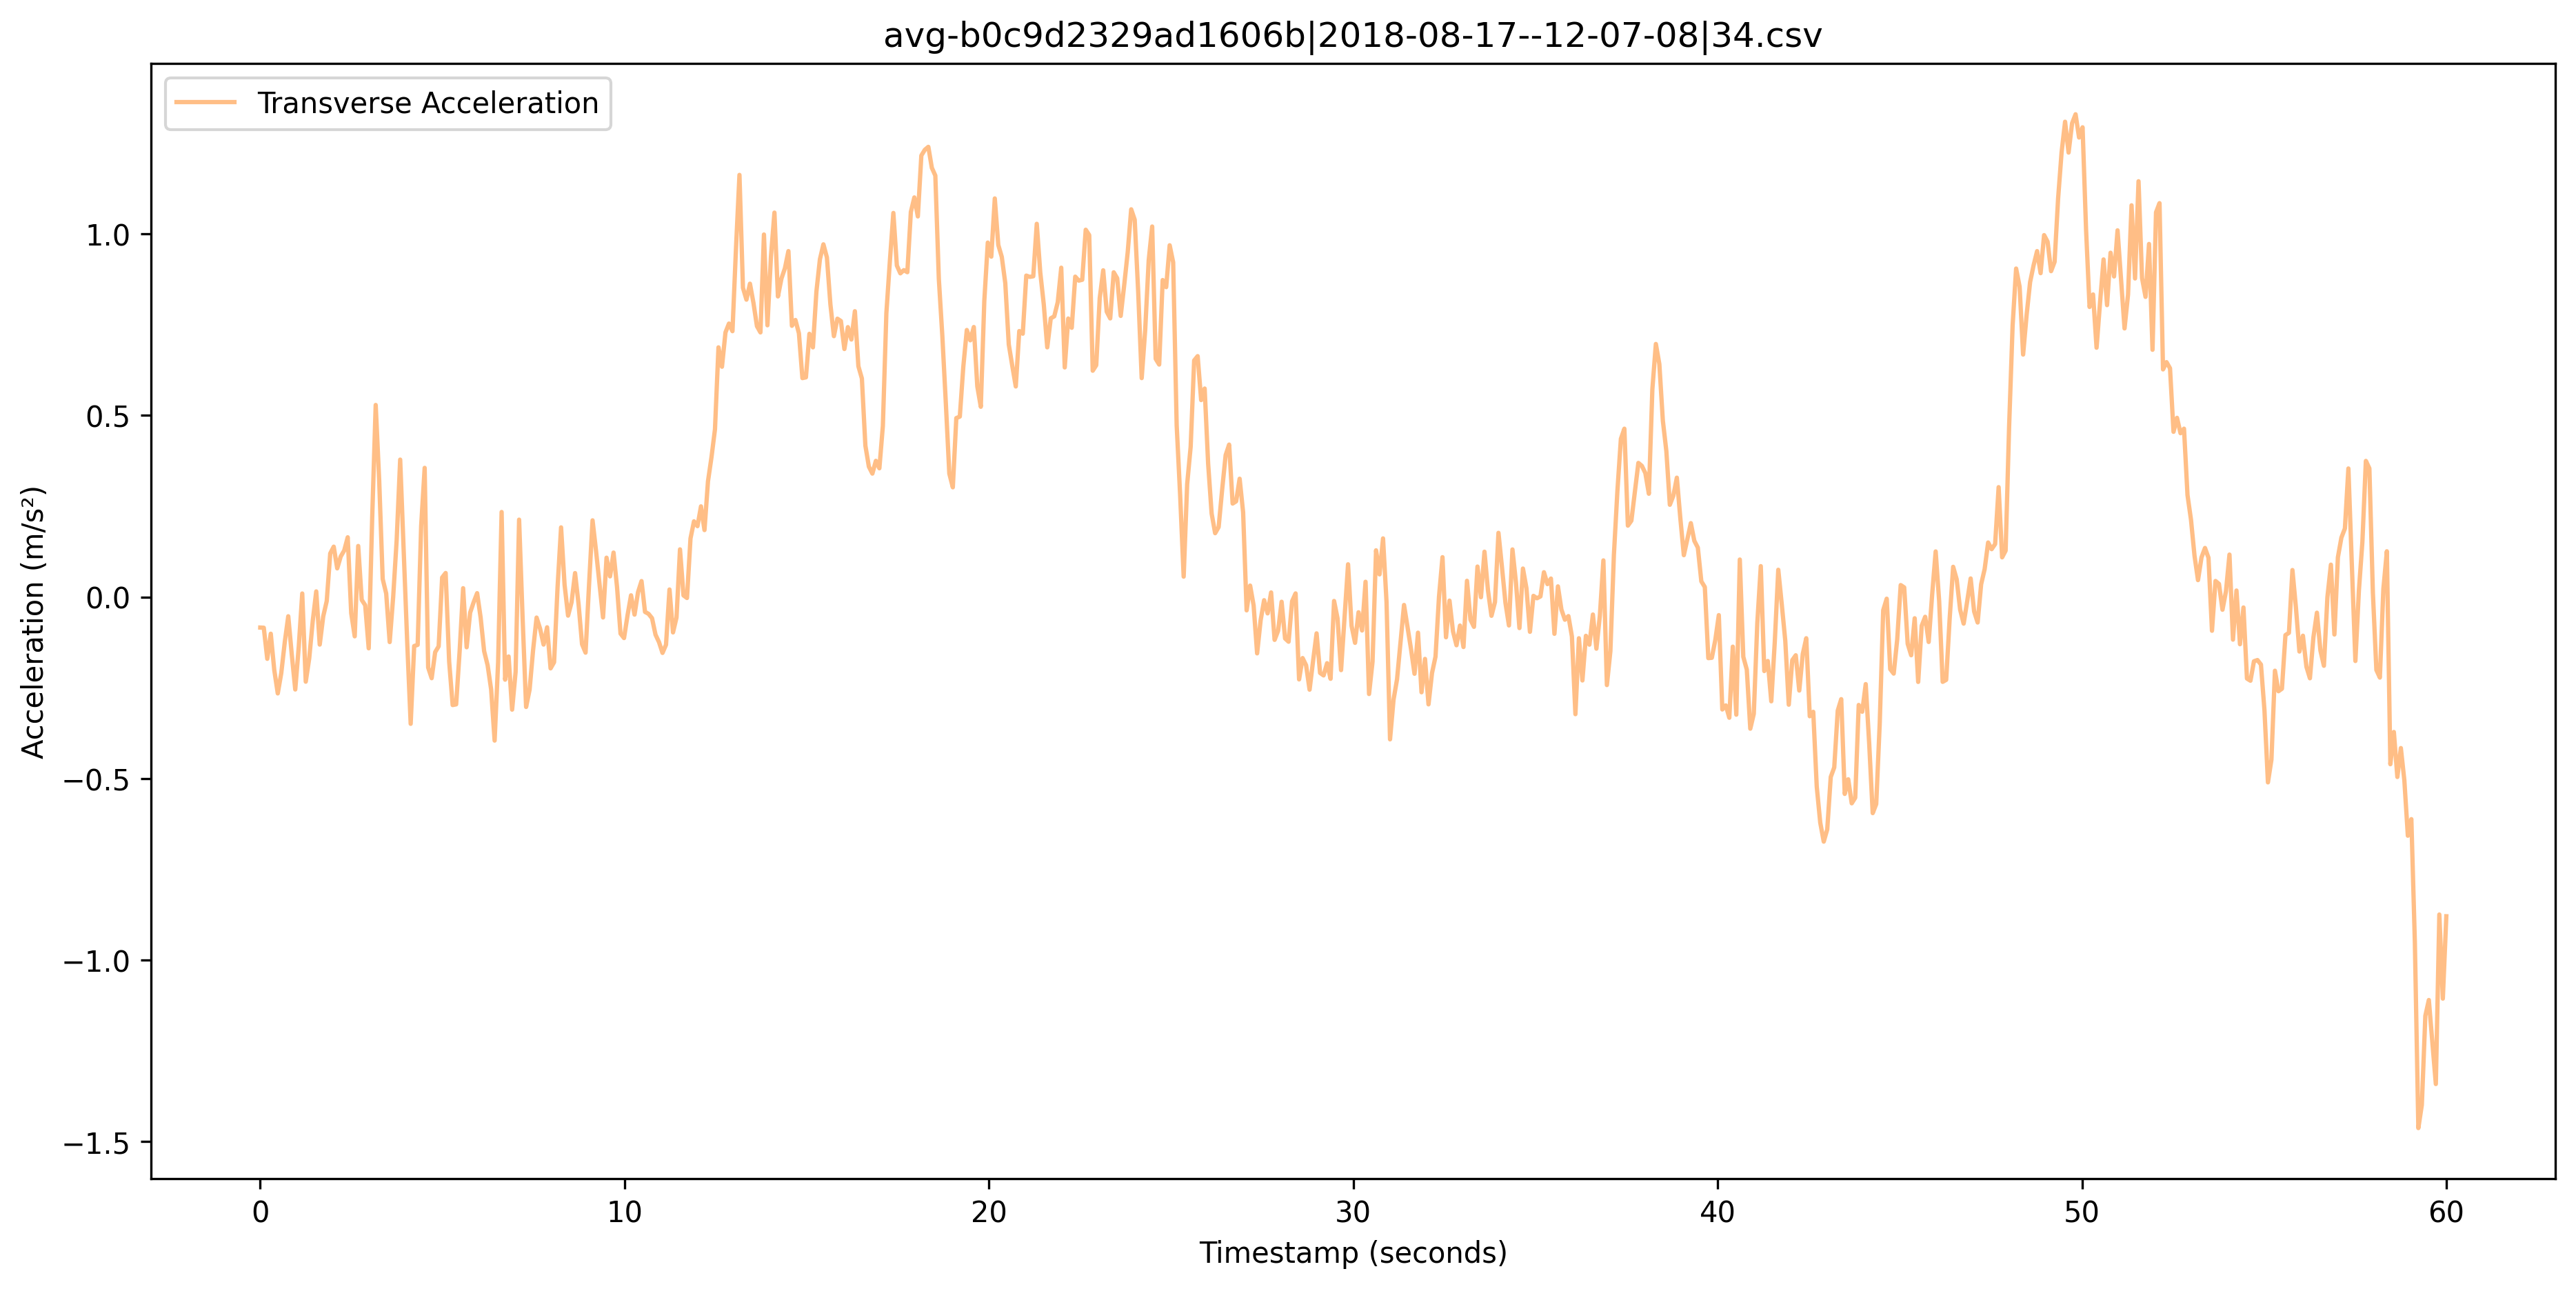 avg-b0c9d2329ad1606b|2018-08-17--12-07-08|34.csv
Transverse Acceleration
Acceleration (m/s²)
1.0
0.5
0.0
−0.5
−1.0
−1.5
0 10 20 30 40 50 60
Timestamp (seconds)